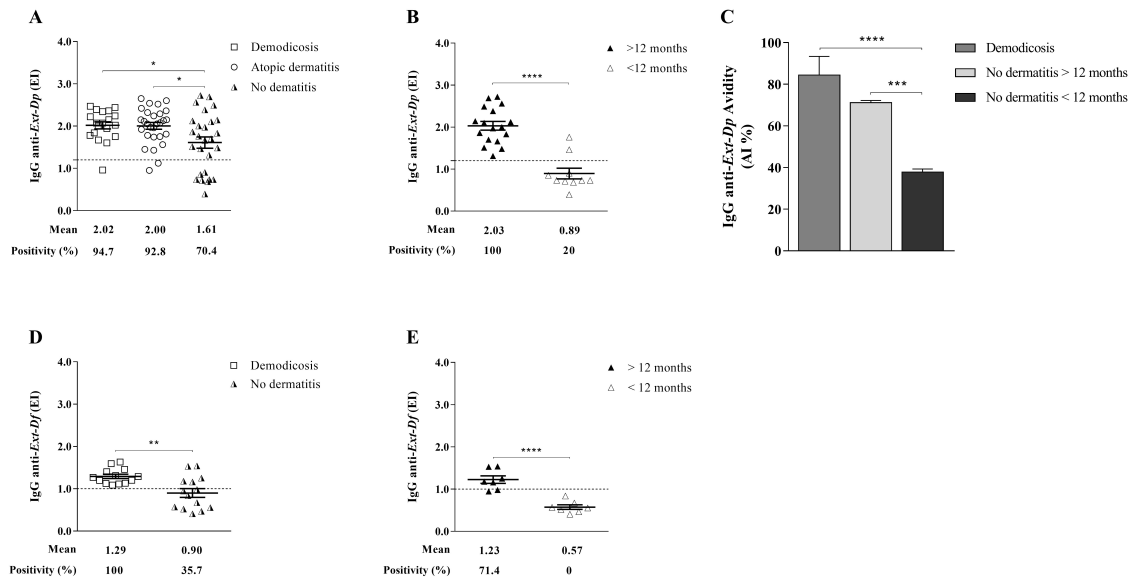 A
IgG anti-Ext-Dp (EI)
4.0
3.0
2.0
1.0
0.0
*
*
Demodicosis
Atopic dermatitis
No dematitis
Mean 2.02 2.00 1.61
Positivity (%) 94.7 92.8 70.4
B
IgG anti-Ext-Dp (EI)
4.0
3.0
2.0
1.0
0.0
****
>12 months
<12 months
Mean 2.03 0.89
Positivity (%) 100 20
C
IgG anti-Ext-Dp Avidity
(AI %)
100
80
60
40
20
0
****
***
Demodicosis
No dermatitis > 12 months
No dermatitis < 12 months
D
IgG anti-Ext-Df (EI)
4.0
3.0
2.0
1.0
0.0
**
Demodicosis
No dermatitis
Mean 1.29 0.90
Positivity (%) 100 35.7
E
IgG anti-Ext-Df (EI)
4.0
3.0
2.0
1.0
0.0
****
> 12 months
< 12 months
Mean 1.23 0.57
Positivity (%) 71.4 0